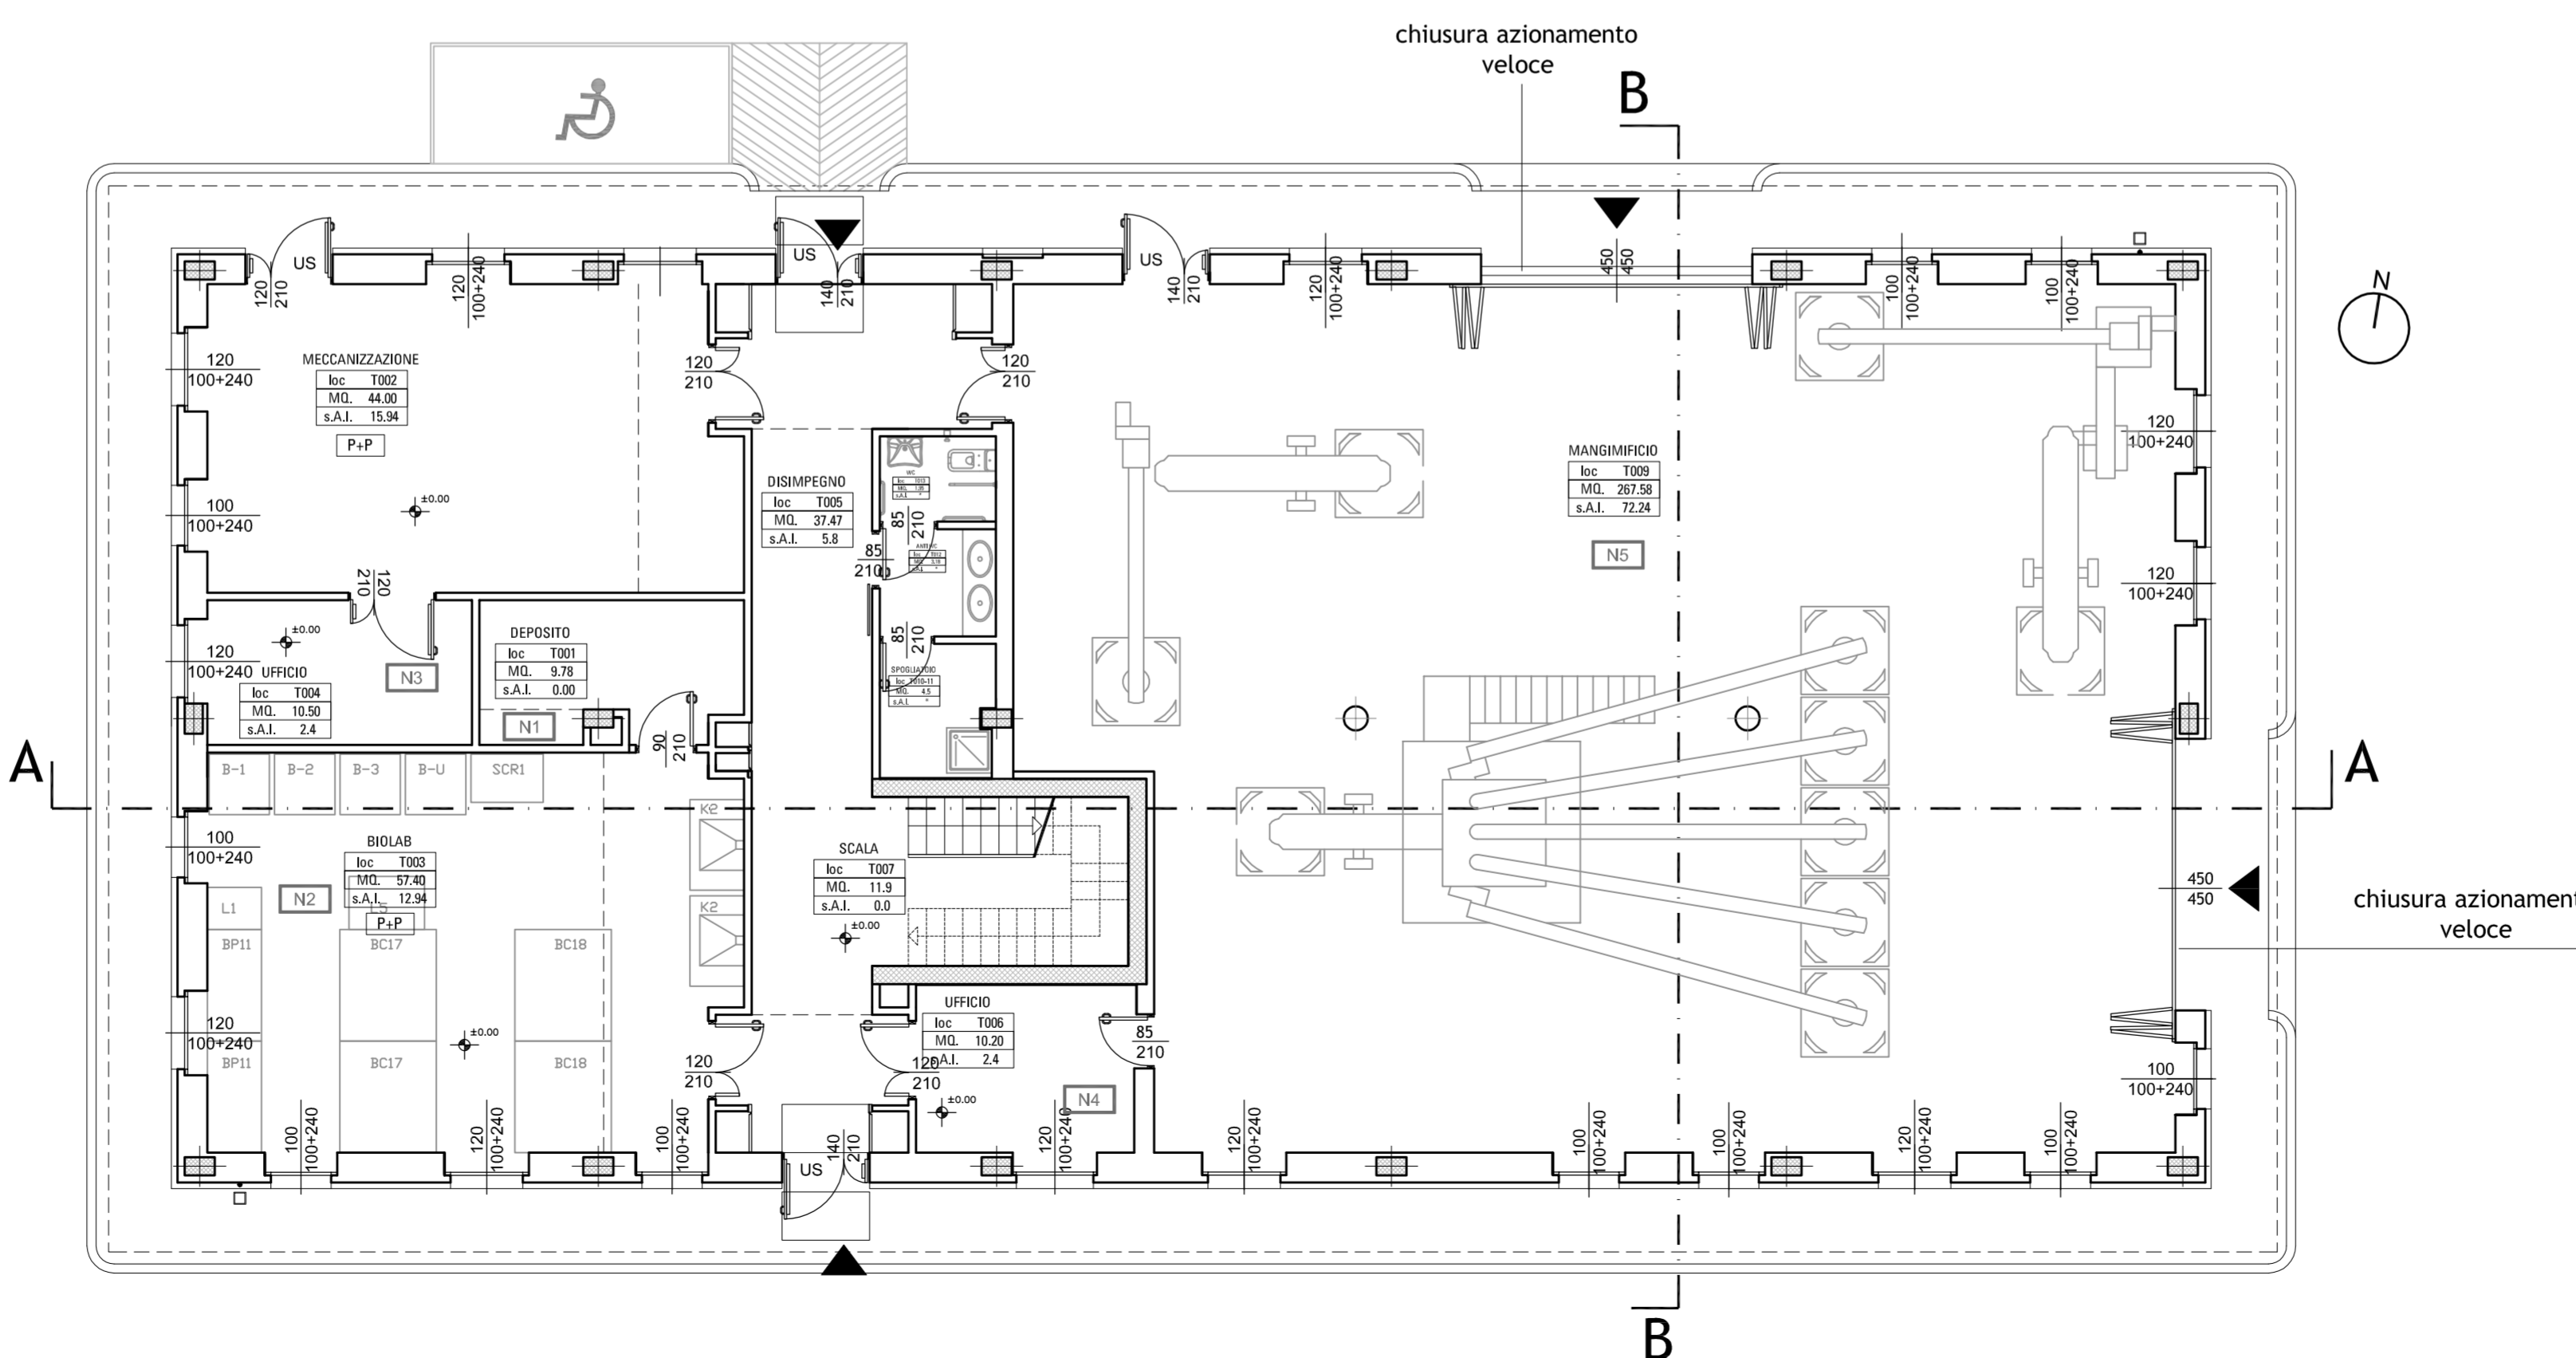 chiusura azionamento
veloce
B
N
US
120
210
120
100+240
US
140
210
US
140
210
120
100+240
450
450
100
100+240
100
100+240
MECCANIZZAZIONE
loc T002
MQ. 44.00
s.A.I. 15.94
P+P
±0.00
120
100+240
100
100+240
120
210
120
210
120
210
DISIMPEGNO
loc T005
MQ. 37.47
s.A.I. 5.8
WC
85
210
85
210
85
210
SPOGLIATOIO
loc T010-11
MQ. 4.5
s.A.I. *
MANGIMIFICIO
loc T009
MQ. 267.58
s.A.I. 72.24
N5
120
100+240
120
100+240
±0.00
120
100+240
UFFICIO
loc T004
MQ. 10.50
s.A.I. 2.4
N3
DEPOSITO
loc T001
MQ. 9.78
s.A.I. 0.00
N1
90
210
A
A
B-1
B-2
B-3
B-U
SCR1
K2
K2
BIOLAB
loc T003
MQ. 57.40
s.A.I. 12.94
P+P
N2
100
100+240
L1
BP11
BC17
BC18
BP11
BC17
BC18
±0.00
120
100+240
SCALA
loc T007
MQ. 11.9
s.A.I. 0.0
±0.00
UFFICIO
loc T006
MQ. 10.20
s.A.I. 2.4
N4
±0.00
120
210
120
210
85
210
450
450
chiusura azionament
veloce
100
100+240
100
100+240
120
100+240
100
100+240
US
140
210
120
100+240
120
100+240
100
100+240
100
100+240
120
100+240
100
100+240
B